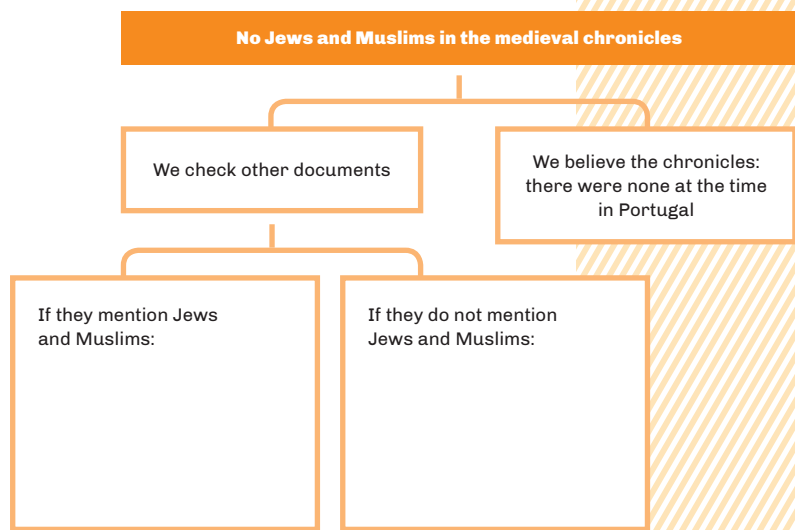 No Jews and Muslims in the medieval chronicles
We check other documents
We believe the chronicles:
there were none at the time
in Portugal
If they mention Jews
and Muslims:
If they do not mention
Jews and Muslims: